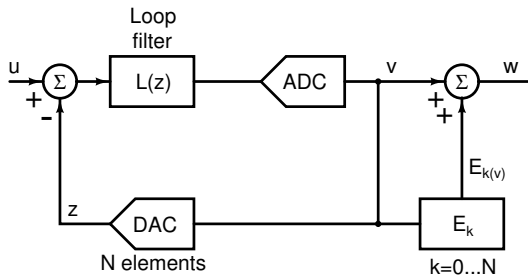 Loop
filter
u
Σ
L(z)
ADC
v
Σ
w
+
-
+
+
E_k(v)
z
DAC
E_k
N elements
k=0...N